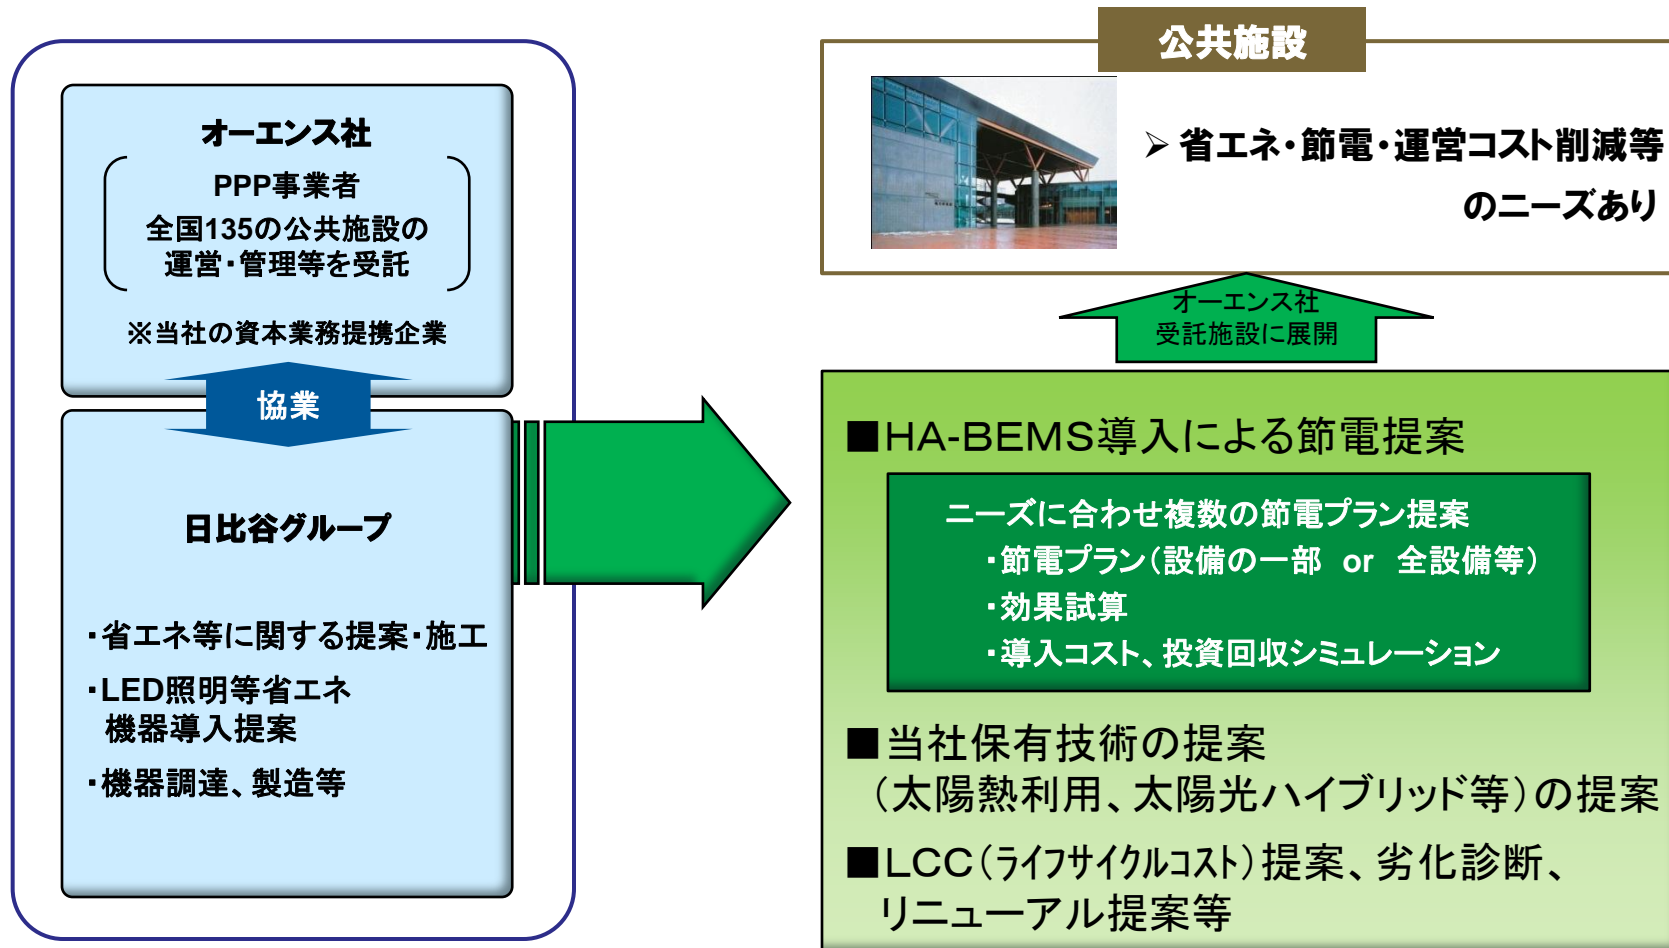 オーエンス社
PPP事業者
全国135の公共施設の
運営・管理等を受託
※当社の資本業務提携企業
協業
日比谷グループ
・省エネ等に関する提案・施工
・LED照明等省エネ
機器導入提案
・機器調達、製造等
公共施設
➢ 省エネ・節電・運営コスト削減等
のニーズあり
オーエンス社
受託施設に展開
■HA-BEMS導入による節電提案
ニーズに合わせ複数の節電プラン提案
・節電プラン(設備の一部 or 全設備等)
・効果試算
・導入コスト、投資回収シミュレーション
■当社保有技術の提案
(太陽熱利用、太陽光ハイブリッド等)の提案
■LCC(ライフサイクルコスト)提案、劣化診断、
リニューアル提案等